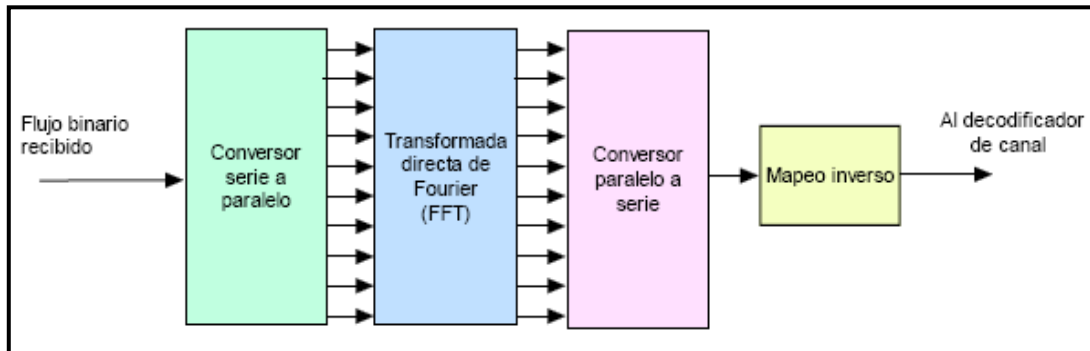 Flujo binario
recibido
Conversor
serie a
paralelo
Transformada
directa de
Fourier
(FFT)
Conversor
paralelo a
serie
Mapeo inverso
Al decodificador
de canal